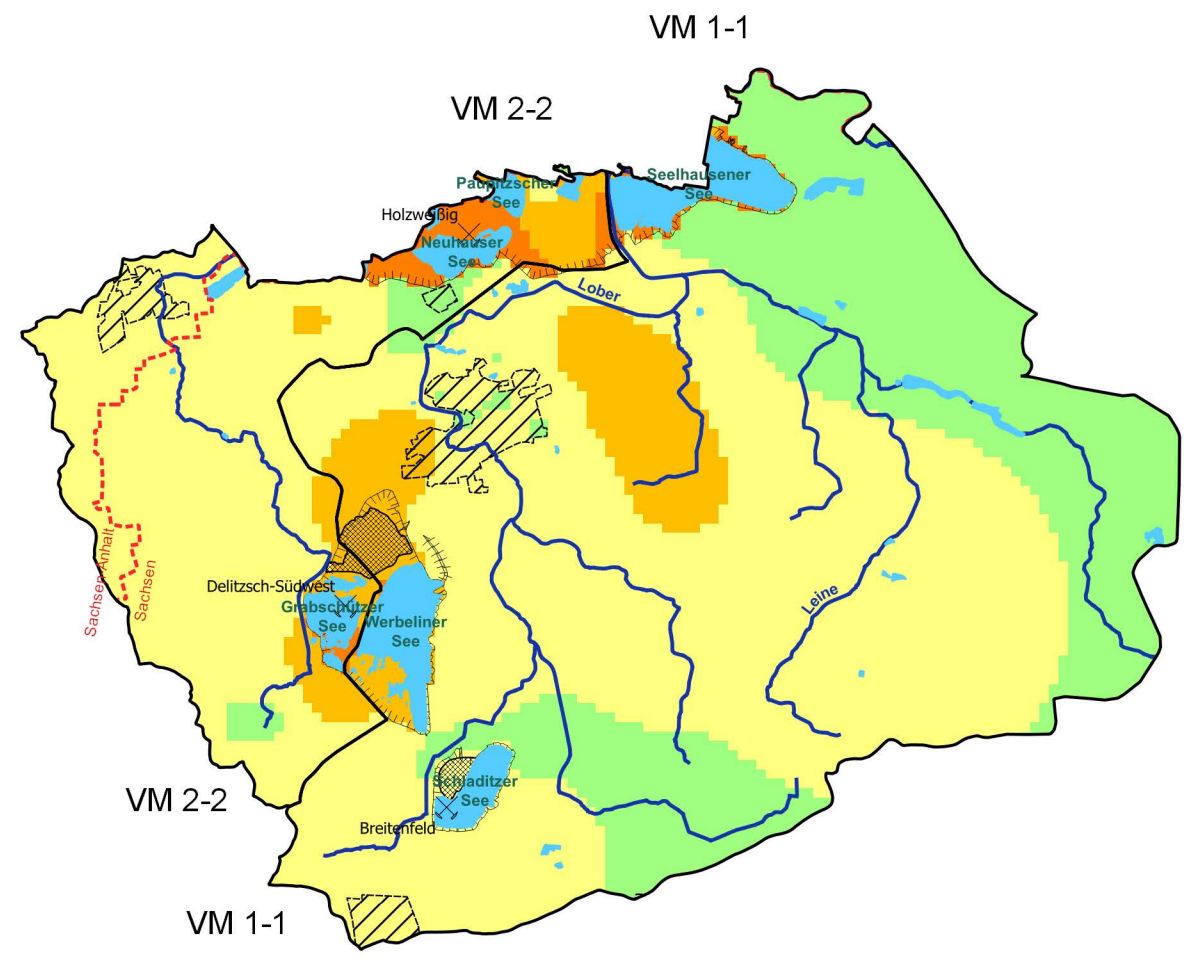 VM 1-1
VM 2-2
Seelhausener
See
Paupitzscher
See
Holzweißig
Neuhauser
See
Lober
Sachsen-Anhalt
Sachsen
Delitzsch-Südwest
Grabschützer
See
Werbeliner
See
Leine
Schladitzer
See
VM 2-2
Breitenfeld
VM 1-1